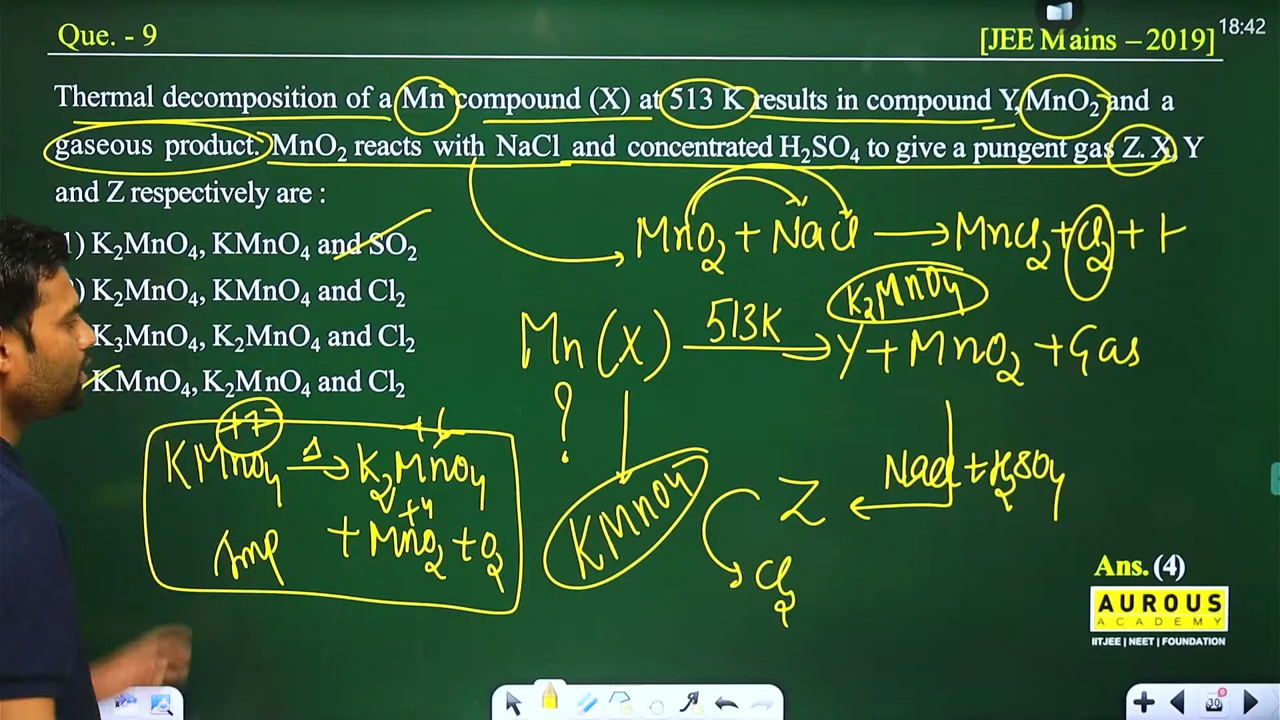 Que. - 9
[JEE Mains – 2019]
18:42
Thermal decomposition of a Mn compound (X) at 513 K results in compound Y, MnO₂ and a
gaseous product. MnO₂ reacts with NaCl and concentrated H₂SO₄ to give a pungent gas Z. X, Y
and Z respectively are :
1) K₂MnO₄, KMnO₄ and SO₂
) K₂MnO₄, KMnO₄ and Cl₂
K₃MnO₄, K₂MnO₄ and Cl₂
KMnO₄, K₂MnO₄ and Cl₂
MnO₂ + NaCl → MnCl₂ + Cl₂ + H
K₂MnO₄
Mn (X) 513K → Y + MnO₂ + Gas
?
KMnO₄
Z ← NaCl + H₂SO₄
Cl₂
+7 +6
KMnO₄ Δ → K₂MnO₄
+4
Imp + MnO₂ + O₂
Ans. (4)
AUROUS
ACADEMY
IITJEE | NEET | FOUNDATION
30